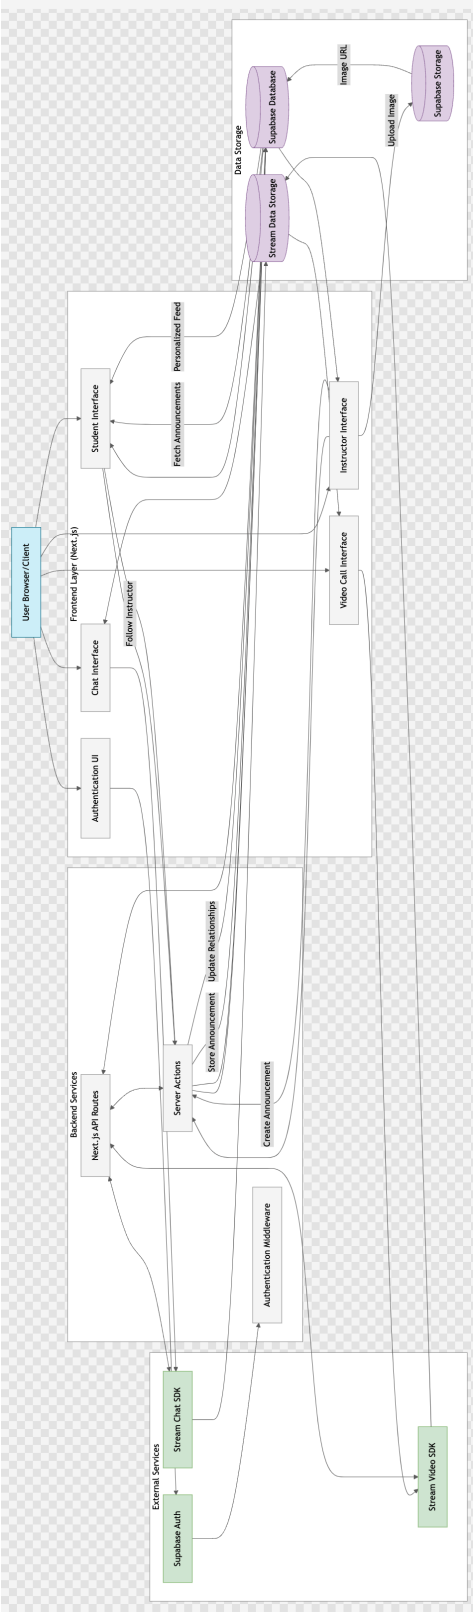 User Browser/Client
Data Storage
Supabase Database
Stream Data Storage
Supabase Storage
Image URL
Upload Image
Frontend Layer (Next.js)
Student Interface
Chat Interface
Authentication UI
Instructor Interface
Video Call Interface
Personalized Feed
Fetch Announcements
Follow Instructor
Backend Services
Next.js API Routes
Server Actions
Authentication Middleware
Update Relationships
Store Announcement
Create Announcement
External Services
Stream Chat SDK
Supabase Auth
Stream Video SDK